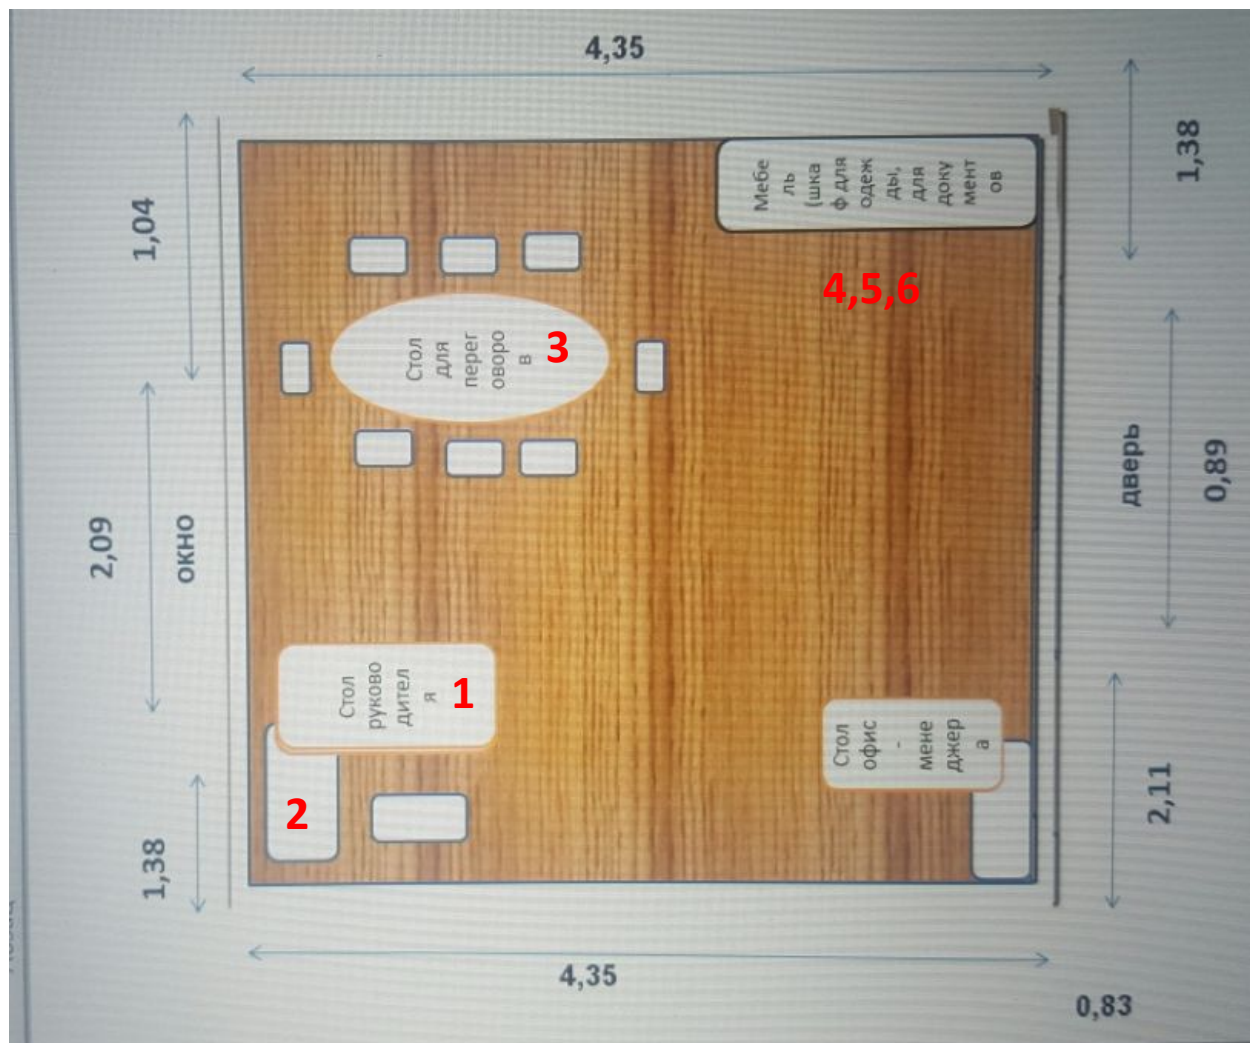 4,35
1,38
Мебе
ль
(шка
ф для
одеж
ды,
для
доку
мент
ов
1,04
4,5,6
Стол
для
перег
оворо
в
3
2,09
окно
дверь
0,89
Стол
руково
дител
я
1
Стол
офис
-
мене
джер
а
2
1,38
2,11
4,35
0,83